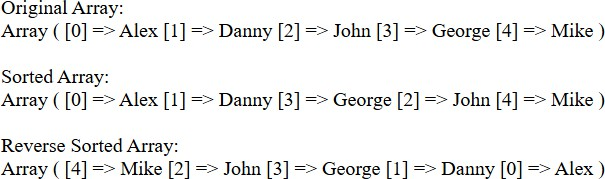 Original Array:
Array ( [0] => Alex [1] => Danny [2] => John [3] => George [4] => Mike )
Sorted Array:
Array ( [0] => Alex [1] => Danny [3] => George [2] => John [4] => Mike )
Reverse Sorted Array:
Array ( [4] => Mike [2] => John [3] => George [1] => Danny [0] => Alex )